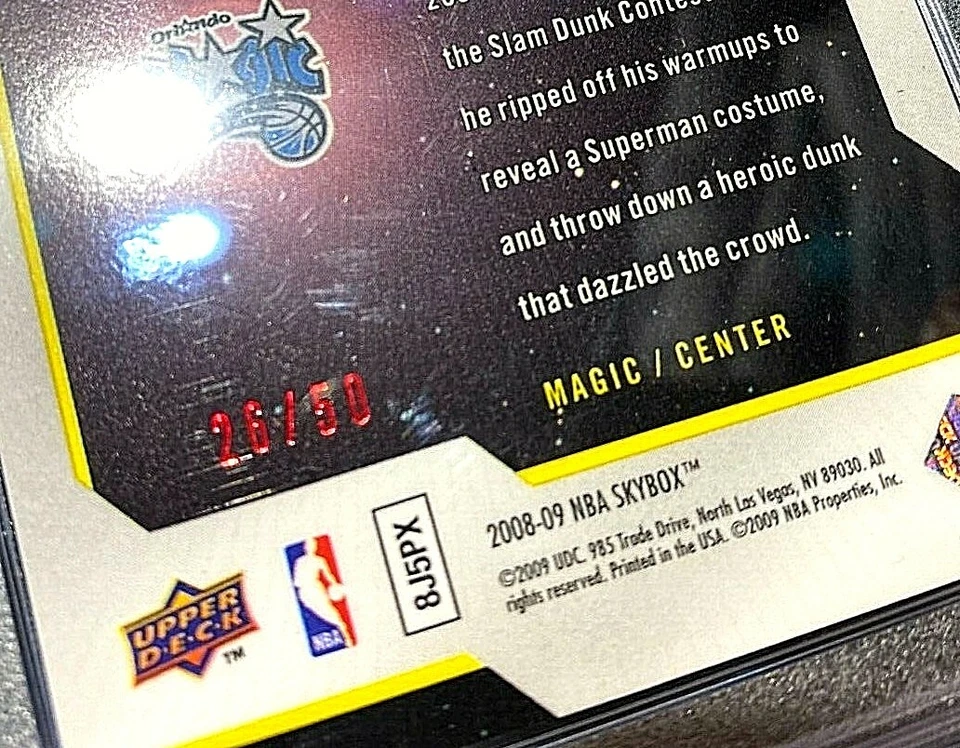 Orlando
MAGIC
the Slam Dunk Contes
he ripped off his warmups to
reveal a Superman costume,
and throw down a heroic dunk
that dazzled the crowd.
MAGIC / CENTER
26/50
2008-09 NBA SKYBOX™
©2009 UDC. 985 Trade Drive, North Las Vegas, NV 89030. All
rights reserved. Printed in the USA. ©2009 NBA Properties, Inc.
8J5PX
NBA
UPPER
D·E·C·K
TM